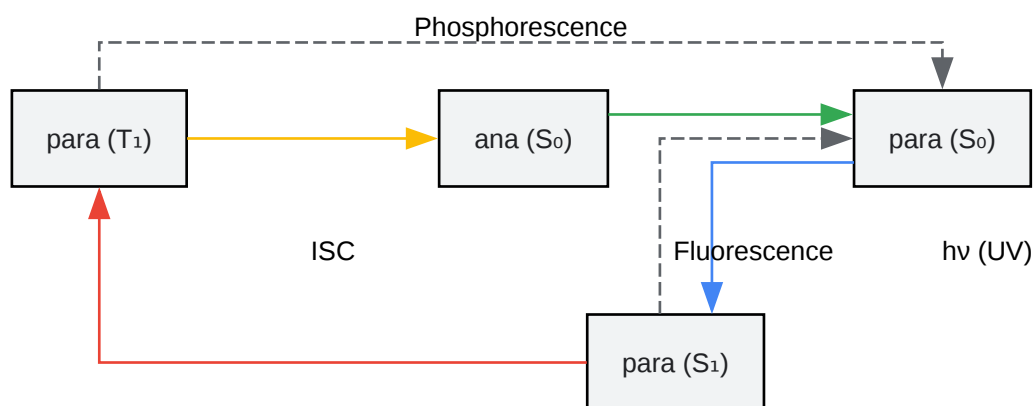 Phosphorescence
para (T₁)
ana (S₀)
para (S₀)
ISC
Fluorescence
hν (UV)
para (S₁)